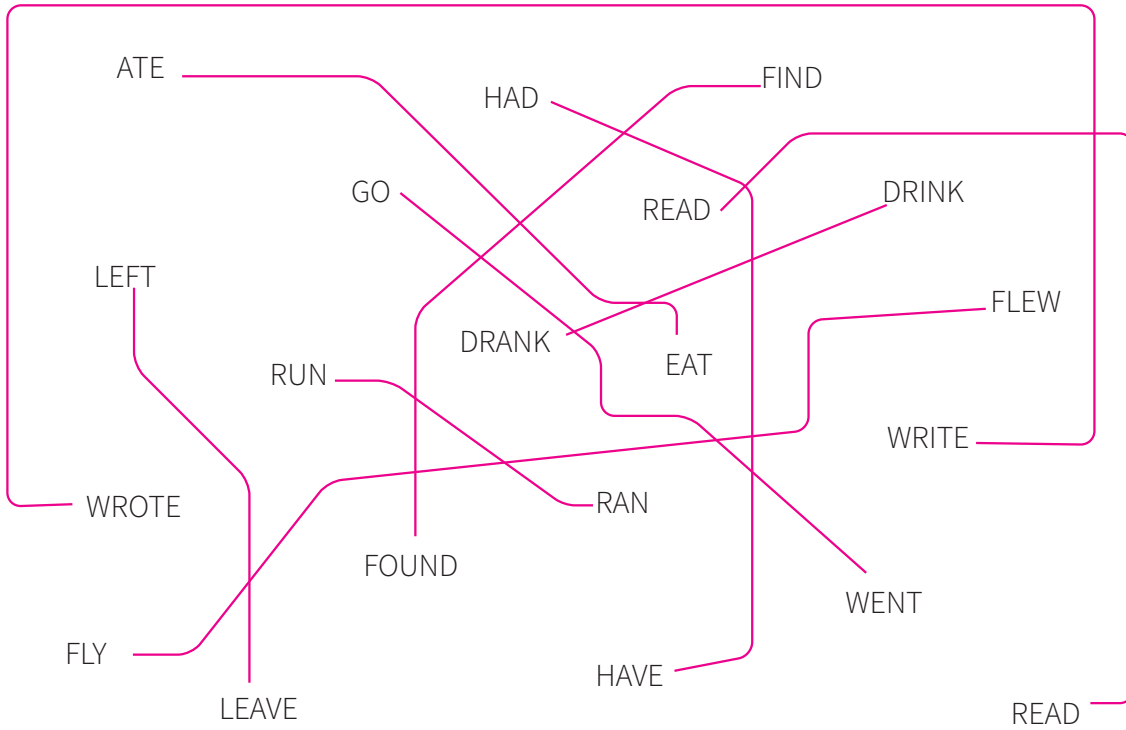 ATE
FIND
HAD
GO
READ
DRINK
LEFT
FLEW
DRANK
EAT
RUN
WRITE
WROTE
RAN
FOUND
WENT
FLY
HAVE
LEAVE
READ